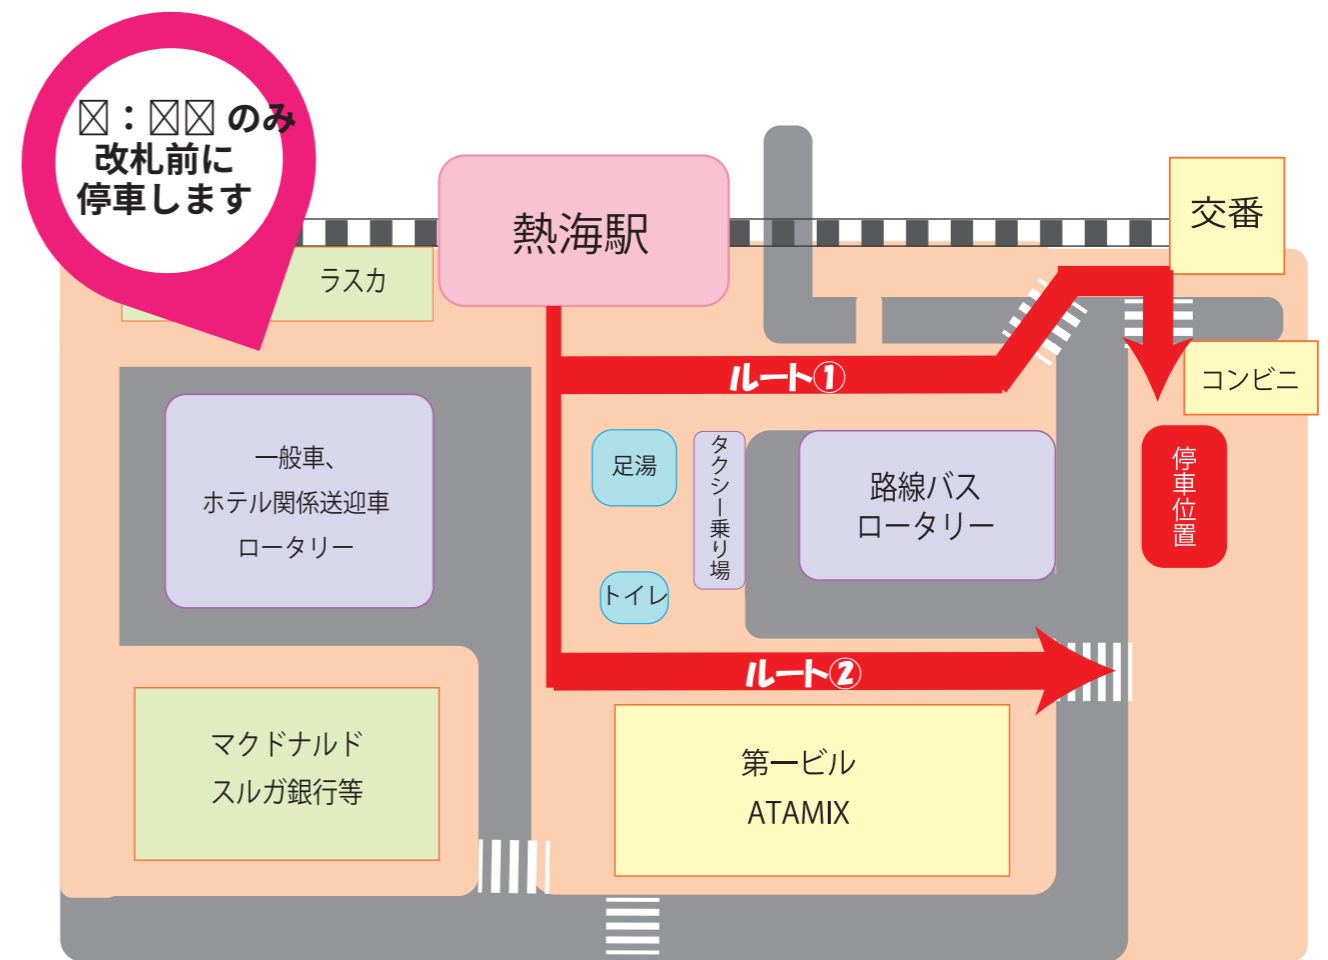 ☒：☒☒ のみ
改札前に
停車します
熱海駅
交番
ラスカ
ルート①
コンビニ
一般車、
ホテル関係送迎車
ロータリー
足湯
タクシー乗り場
路線バス
ロータリー
停車位置
トイレ
ルート②
マクドナルド
スルガ銀行等
第一ビル
ATAMIX